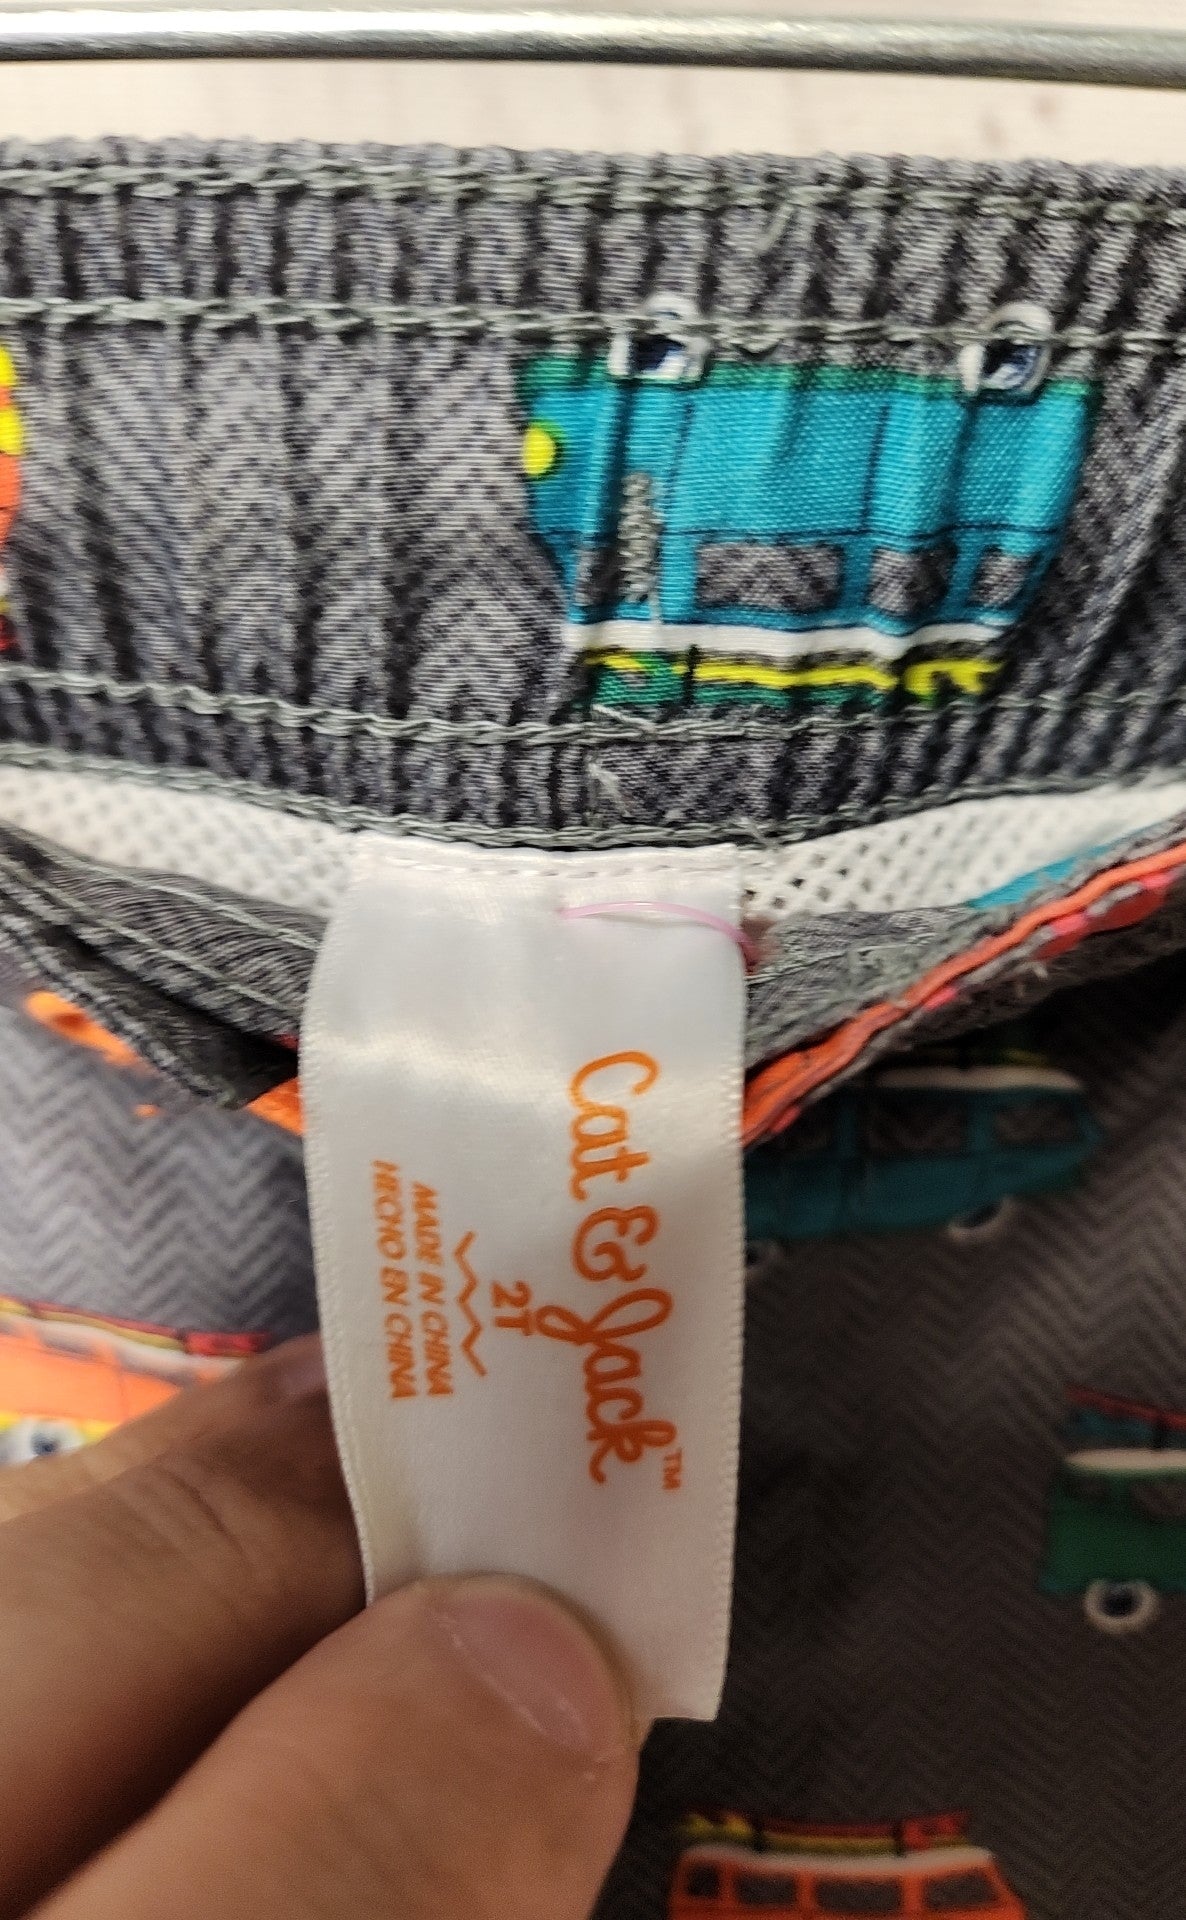 Cat & Jack™
2T
MADE IN CHINA
HECHO EN CHINA